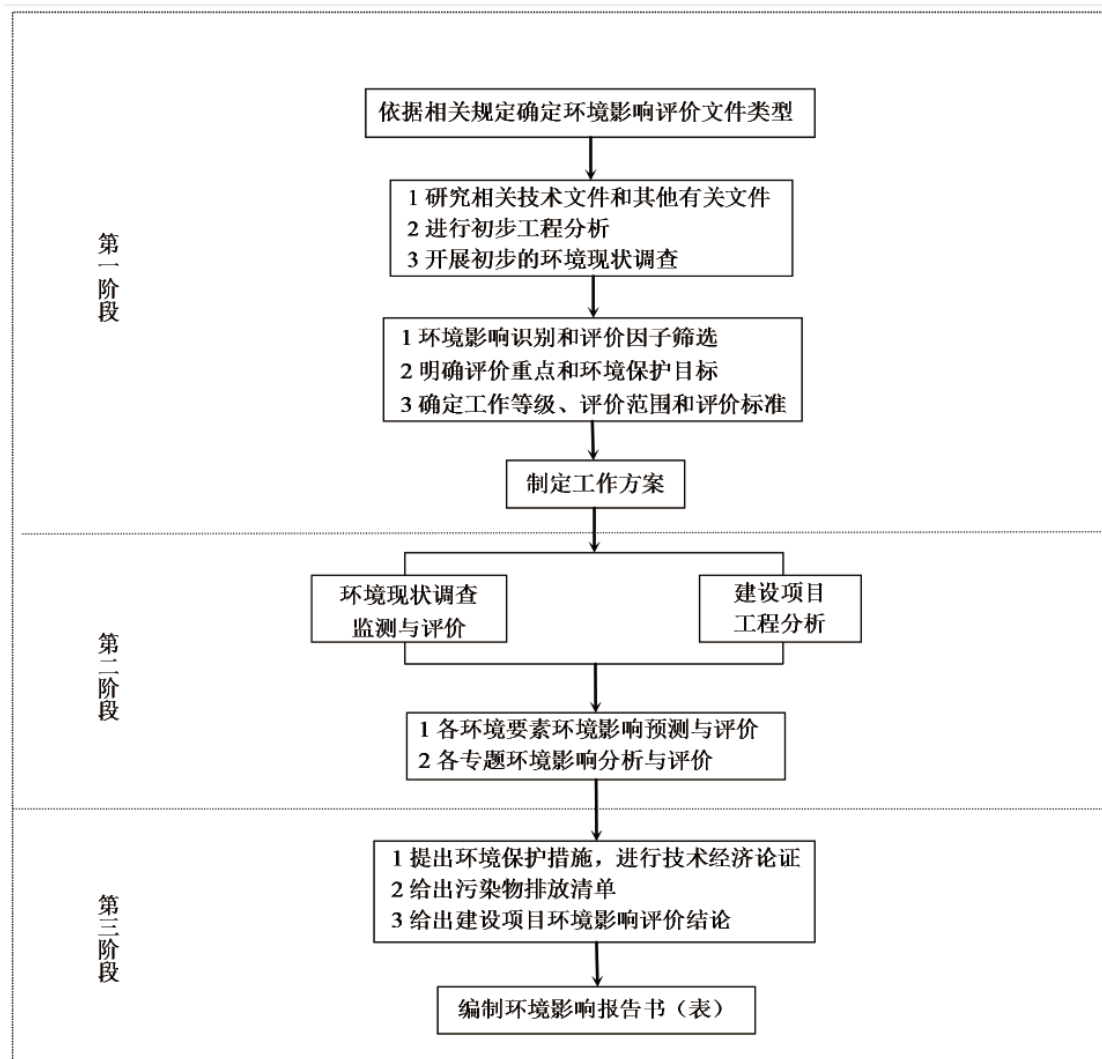 依据相关规定确定环境影响评价文件类型
1 研究相关技术文件和其他有关文件
2 进行初步工程分析
3 开展初步的环境现状调查
第一阶段
1 环境影响识别和评价因子筛选
2 明确评价重点和环境保护目标
3 确定工作等级、评价范围和评价标准
制定工作方案
第二阶段
环境现状调查
监测与评价
建设项目
工程分析
1 各环境要素环境影响预测与评价
2 各专题环境影响分析与评价
第三阶段
1 提出环境保护措施，进行技术经济论证
2 给出污染物排放清单
3 给出建设项目环境影响评价结论
编制环境影响报告书（表）